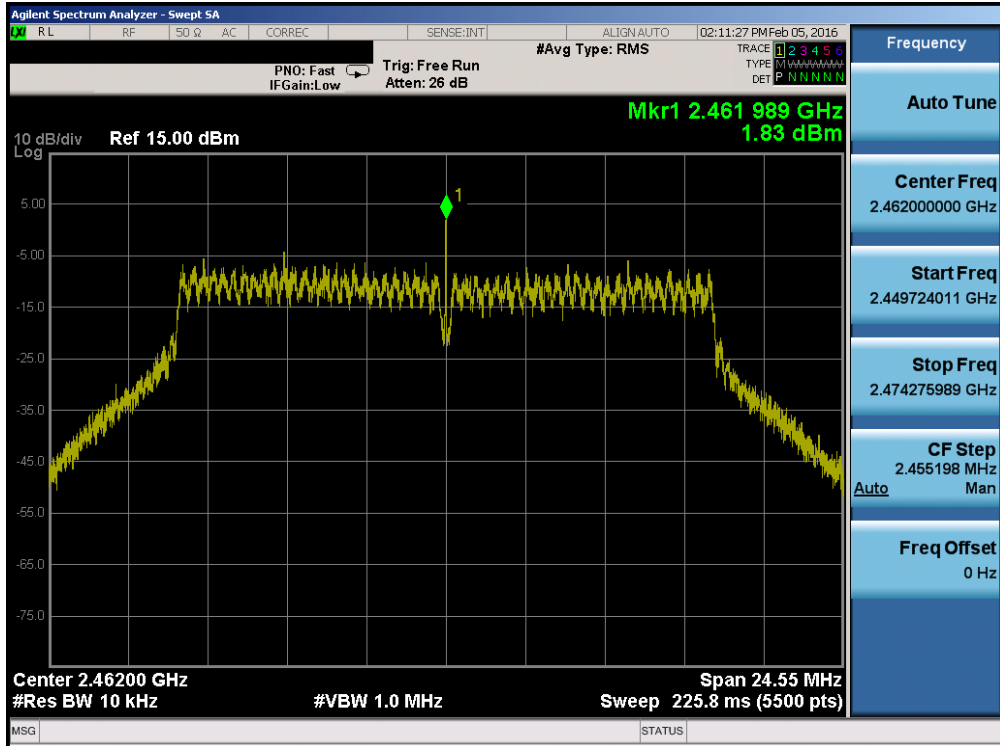 Agilent Spectrum Analyzer - Swept SA
LXI RL RF 50 Ω AC CORREC SENSE:INT ALIGN AUTO 02:11:27 PM Feb 05, 2016
PNO: Fast
IFGain:Low
Trig: Free Run
Atten: 26 dB
#Avg Type: RMS
TRACE 1 2 3 4 5 6
TYPE M W W W W W
DET P N N N N N
Mkr1 2.461 989 GHz
1.83 dBm
10 dB/div Ref 15.00 dBm
Log
1
5.00
-5.00
-15.0
-25.0
-35.0
-45.0
-55.0
-65.0
-75.0
Center 2.46200 GHz Span 24.55 MHz
#Res BW 10 kHz #VBW 1.0 MHz Sweep 225.8 ms (5500 pts)
MSG STATUS
Frequency
Auto Tune
Center Freq
2.462000000 GHz
Start Freq
2.449724011 GHz
Stop Freq
2.474275989 GHz
CF Step
2.455198 MHz
Auto Man
Freq Offset
0 Hz